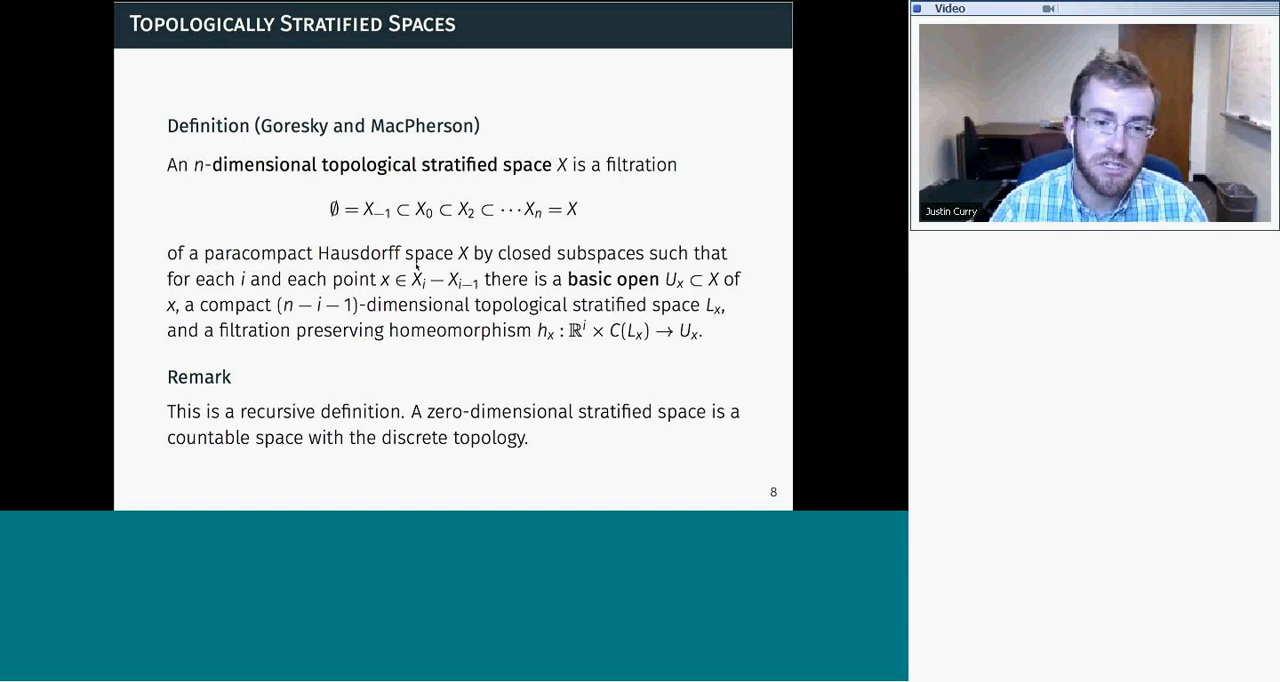 TOPOLOGICALLY STRATIFIED SPACES
Definition (Goresky and MacPherson)
An n-dimensional topological stratified space X is a filtration
∅ = X₋₁ ⊂ X₀ ⊂ X₂ ⊂ ⋯ Xₙ = X
of a paracompact Hausdorff space X by closed subspaces such that
for each i and each point x ∈ Xᵢ − Xᵢ₋₁ there is a basic open Uₓ ⊂ X of
x, a compact (n − i − 1)-dimensional topological stratified space Lₓ,
and a filtration preserving homeomorphism hₓ : ℝⁱ × C(Lₓ) → Uₓ.
Remark
This is a recursive definition. A zero-dimensional stratified space is a
countable space with the discrete topology.
8
Video
Justin Curry